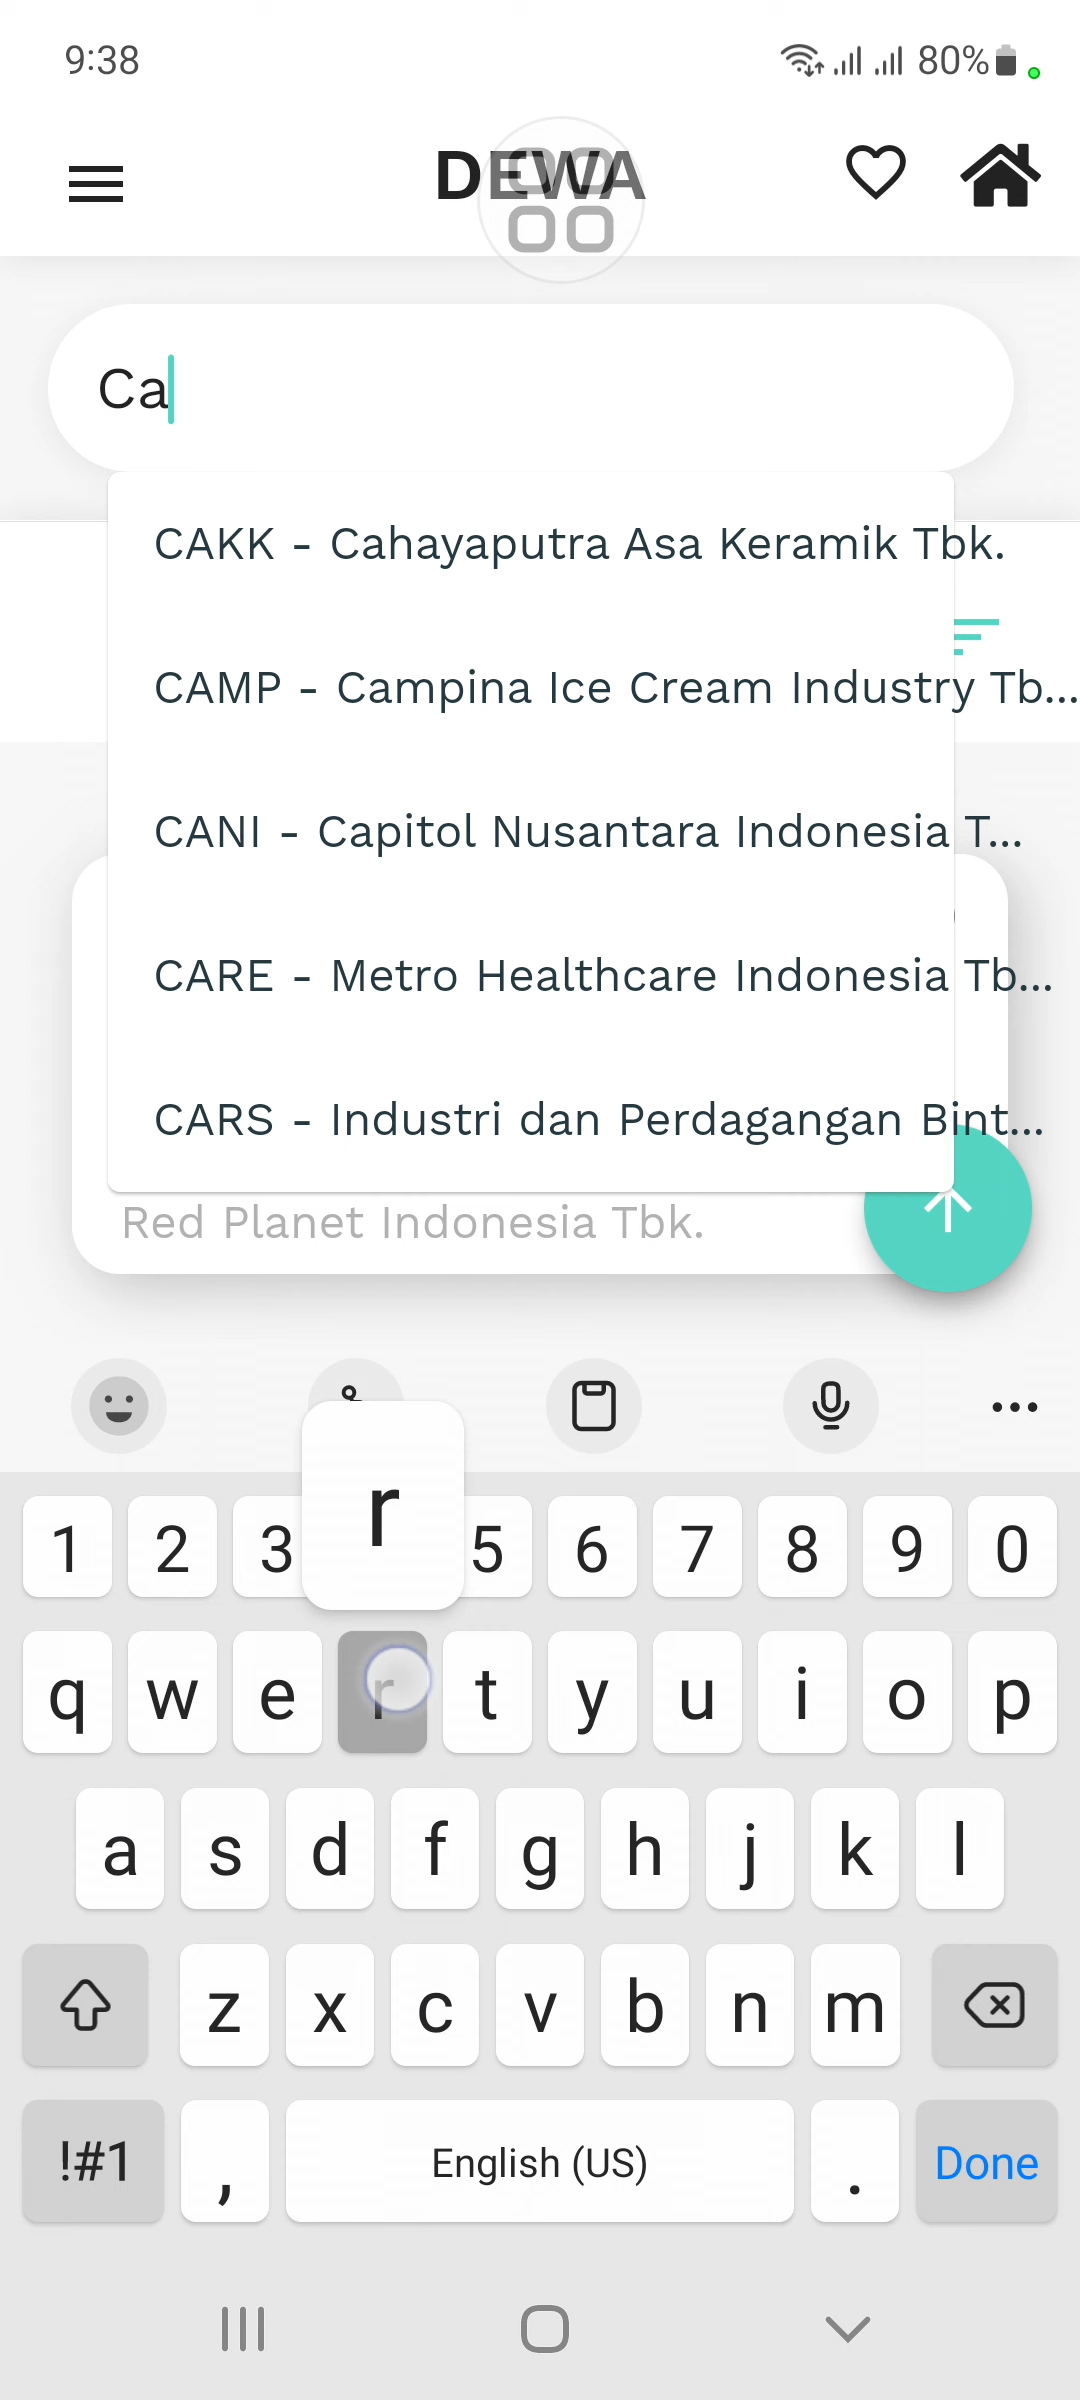 9:38
80%
DEWA
Ca
CAKK - Cahayaputra Asa Keramik Tbk.
CAMP - Campina Ice Cream Industry Tb...
CANI - Capitol Nusantara Indonesia T...
CARE - Metro Healthcare Indonesia Tb...
CARS - Industri dan Perdagangan Bint...
Red Planet Indonesia Tbk.
r
1 2 3 5 6 7 8 9 0
q w e r t y u i o p
a s d f g h j k l
z x c v b n m
!#1 , English (US) . Done